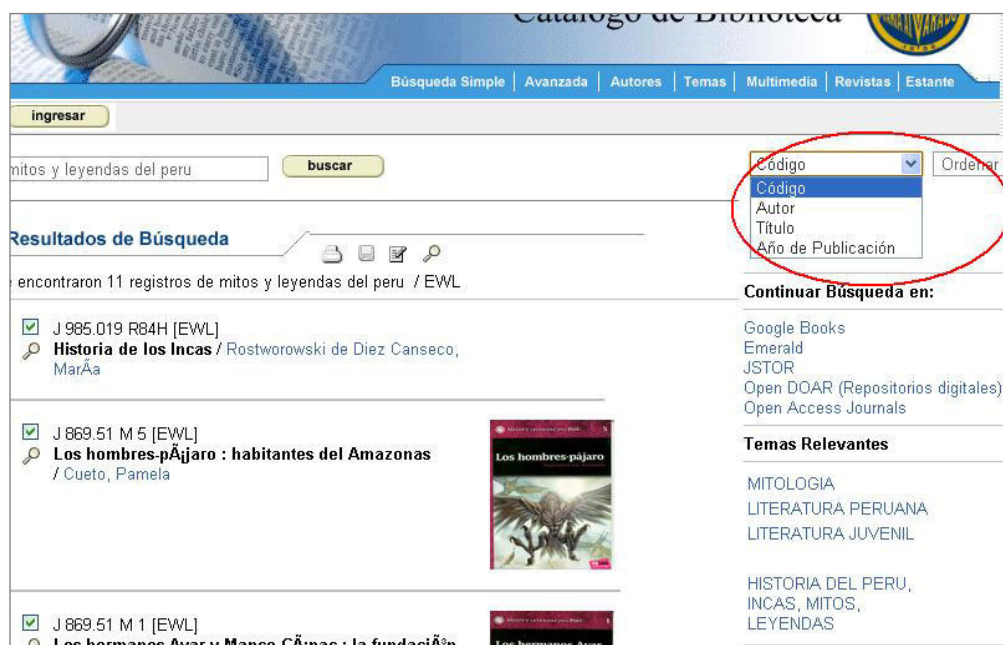 Catálogo de Biblioteca
Búsqueda Simple | Avanzada | Autores | Temas | Multimedia | Revistas | Estante
ingresar
mitos y leyendas del peru
buscar
Código
Ordenar
Código
Autor
Título
Año de Publicación
Resultados de Búsqueda
encontraron 11 registros de mitos y leyendas del peru / EWL
J 985.019 R84H [EWL]
Historia de los Incas / Rostworowski de Diez Canseco,
MarÃa
J 869.51 M 5 [EWL]
Los hombres-pÃ¡jaro : habitantes del Amazonas
/ Cueto, Pamela
Los hombres-pájaro
J 869.51 M 1 [EWL]
Los hermanos Ayar y Manco CÃ¡pac : la fundaciÃ³n
Los hermanos Ayar
Continuar Búsqueda en:
Google Books
Emerald
JSTOR
Open DOAR (Repositorios digitales)
Open Access Journals
Temas Relevantes
MITOLOGIA
LITERATURA PERUANA
LITERATURA JUVENIL
HISTORIA DEL PERU,
INCAS, MITOS,
LEYENDAS